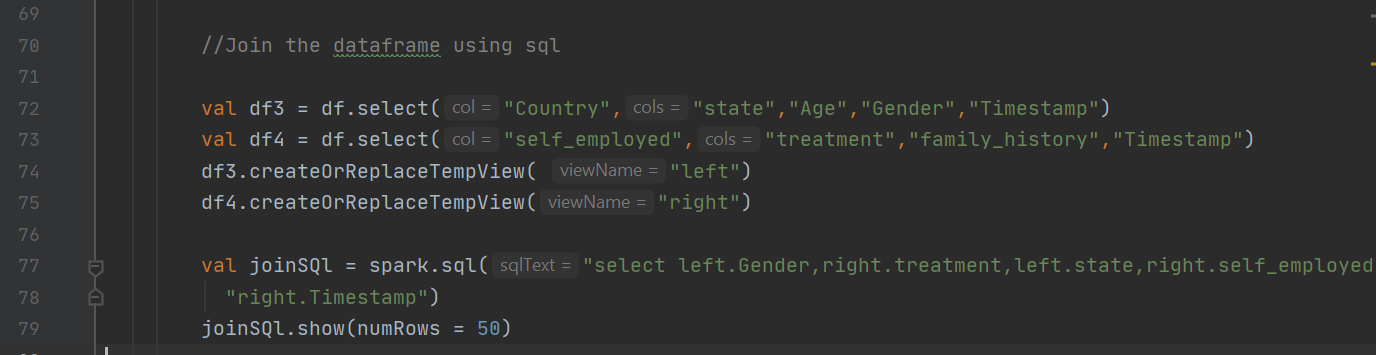 69
70 //Join the dataframe using sql
71
72 val df3 = df.select( col = "Country", cols = "state","Age","Gender","Timestamp")
73 val df4 = df.select( col = "self_employed", cols = "treatment","family_history","Timestamp")
74 df3.createOrReplaceTempView( viewName = "left")
75 df4.createOrReplaceTempView( viewName = "right")
76
77 val joinSQl = spark.sql( sqlText = "select left.Gender,right.treatment,left.state,right.self_employed
78 "right.Timestamp")
79 joinSQl.show(numRows = 50)